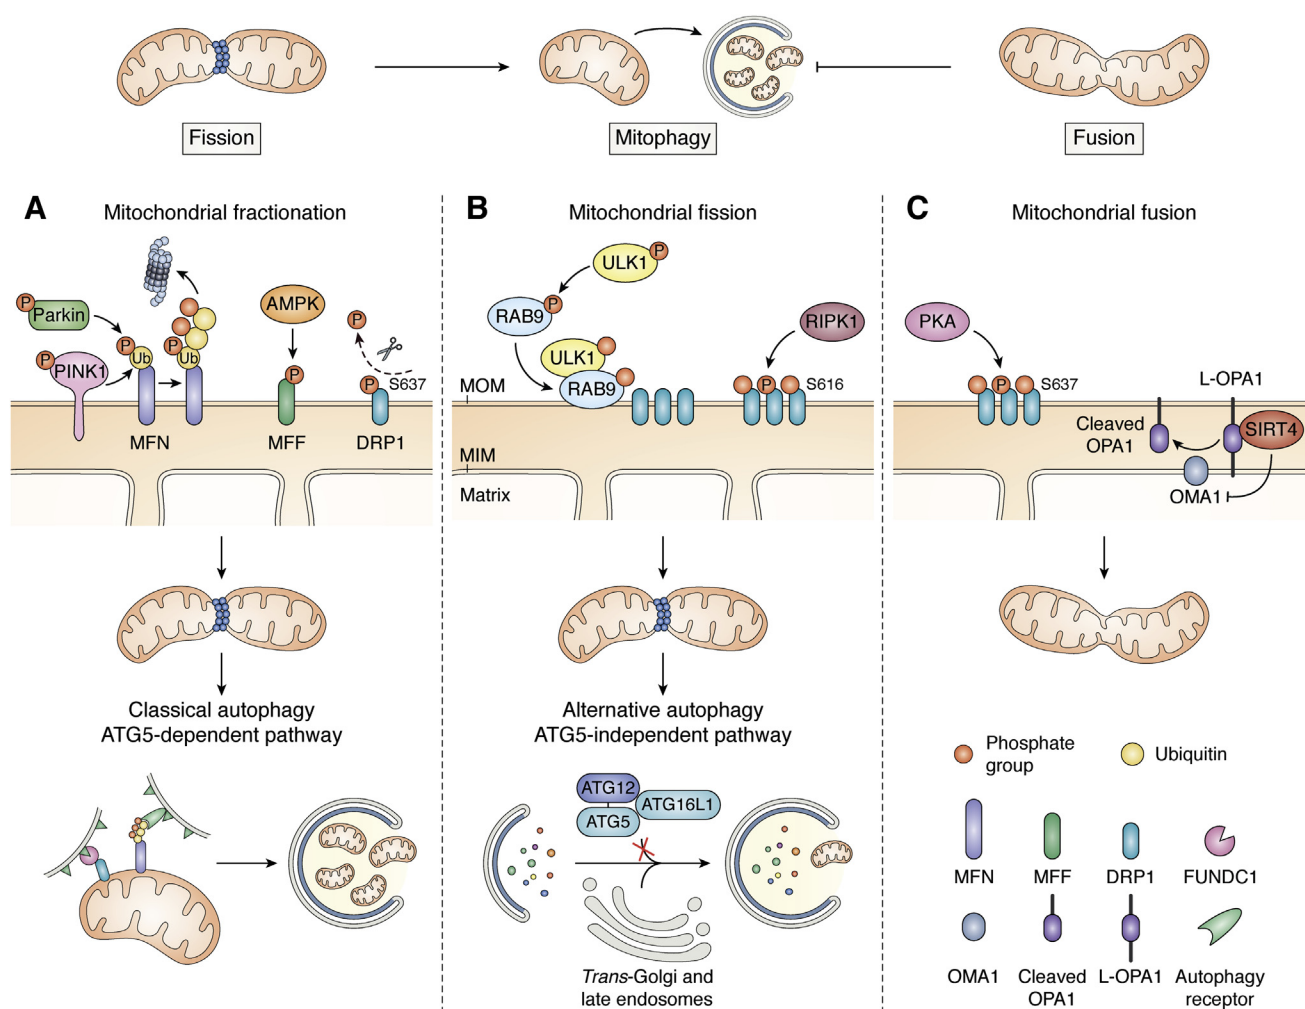 Fission
Mitophagy
Fusion
A
Mitochondrial fractionation
P
Parkin
P
PINK1
P
Ub
P
Ub
MFN
AMPK
P
MFF
P
P
S637
DRP1
B
Mitochondrial fission
ULK1
P
RAB9
P
ULK1
RAB9
RIPK1
P
S616
MOM
MIM
Matrix
C
Mitochondrial fusion
PKA
P
S637
L-OPA1
Cleaved
OPA1
SIRT4
OMA1
Classical autophagy
ATG5-dependent pathway
Alternative autophagy
ATG5-independent pathway
ATG12
ATG5
ATG16L1
Trans-Golgi and
late endosomes
Phosphate
group
Ubiquitin
MFN
MFF
DRP1
FUNDC1
OMA1
Cleaved
OPA1
L-OPA1
Autophagy
receptor